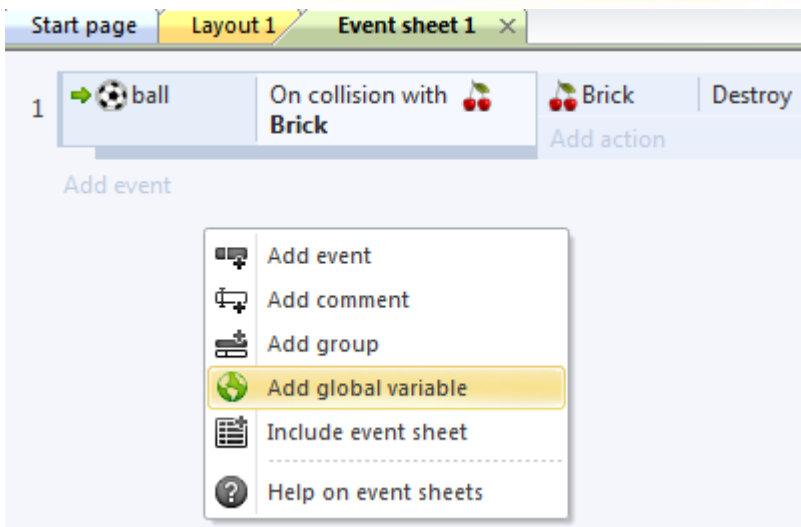 Start page Layout 1 Event sheet 1
1 ball On collision with Brick Destroy
Brick Add action
Add event
Add event
Add comment
Add group
Add global variable
Include event sheet
Help on event sheets